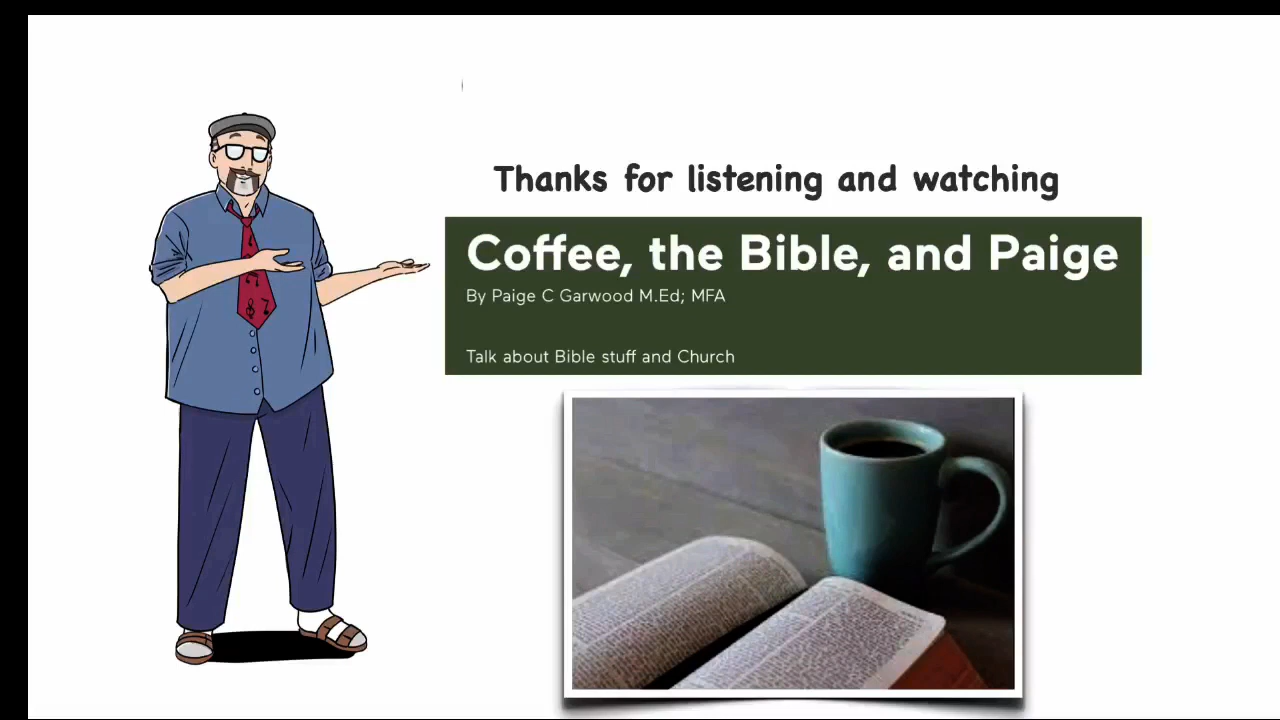 Thanks for listening and watching
Coffee, the Bible, and Paige
By Paige C Garwood M.Ed; MFA
Talk about Bible stuff and Church